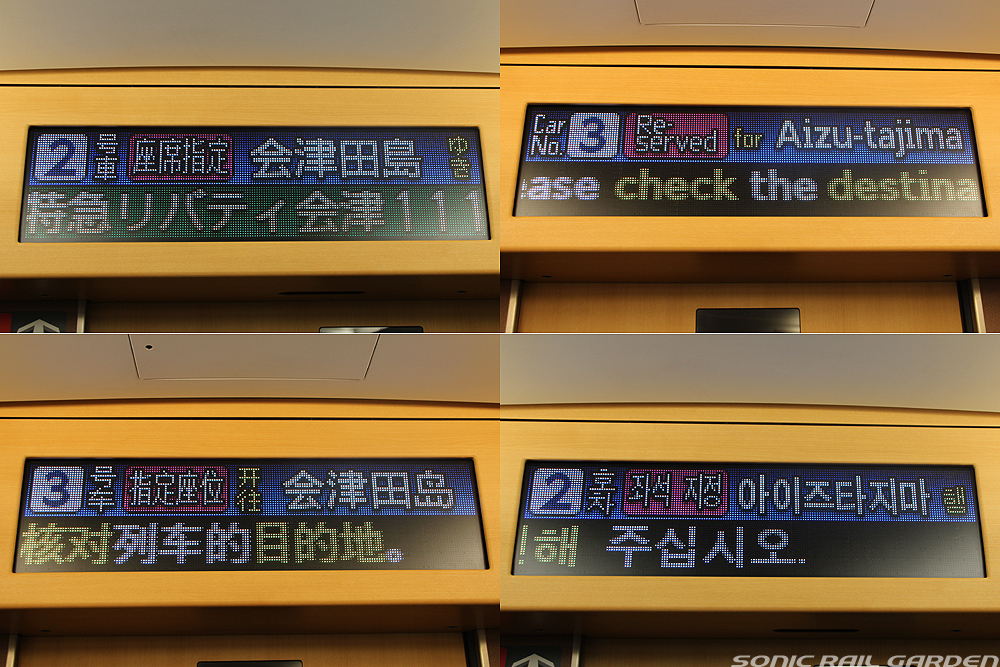 2 号車 座席指定 会津田島 ゆき
特急リバティ会津111
Car No. 3 Re-served for Aizu-tajima
ease check the destina
3 号车 指定座位 开往 会津田岛
核对列车的目的地。
2 호차 좌석 지정 아이즈타지마 행
해 주십시오.
SONIC RAIL GARDEN